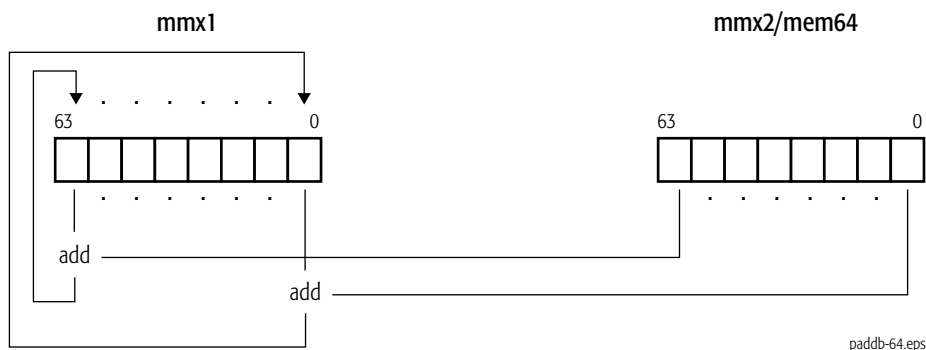 mmx1 mmx2/mem64
. . . . . .
63 0 63 0
. . . . . . . . . . . .
add
add
paddb-64.eps